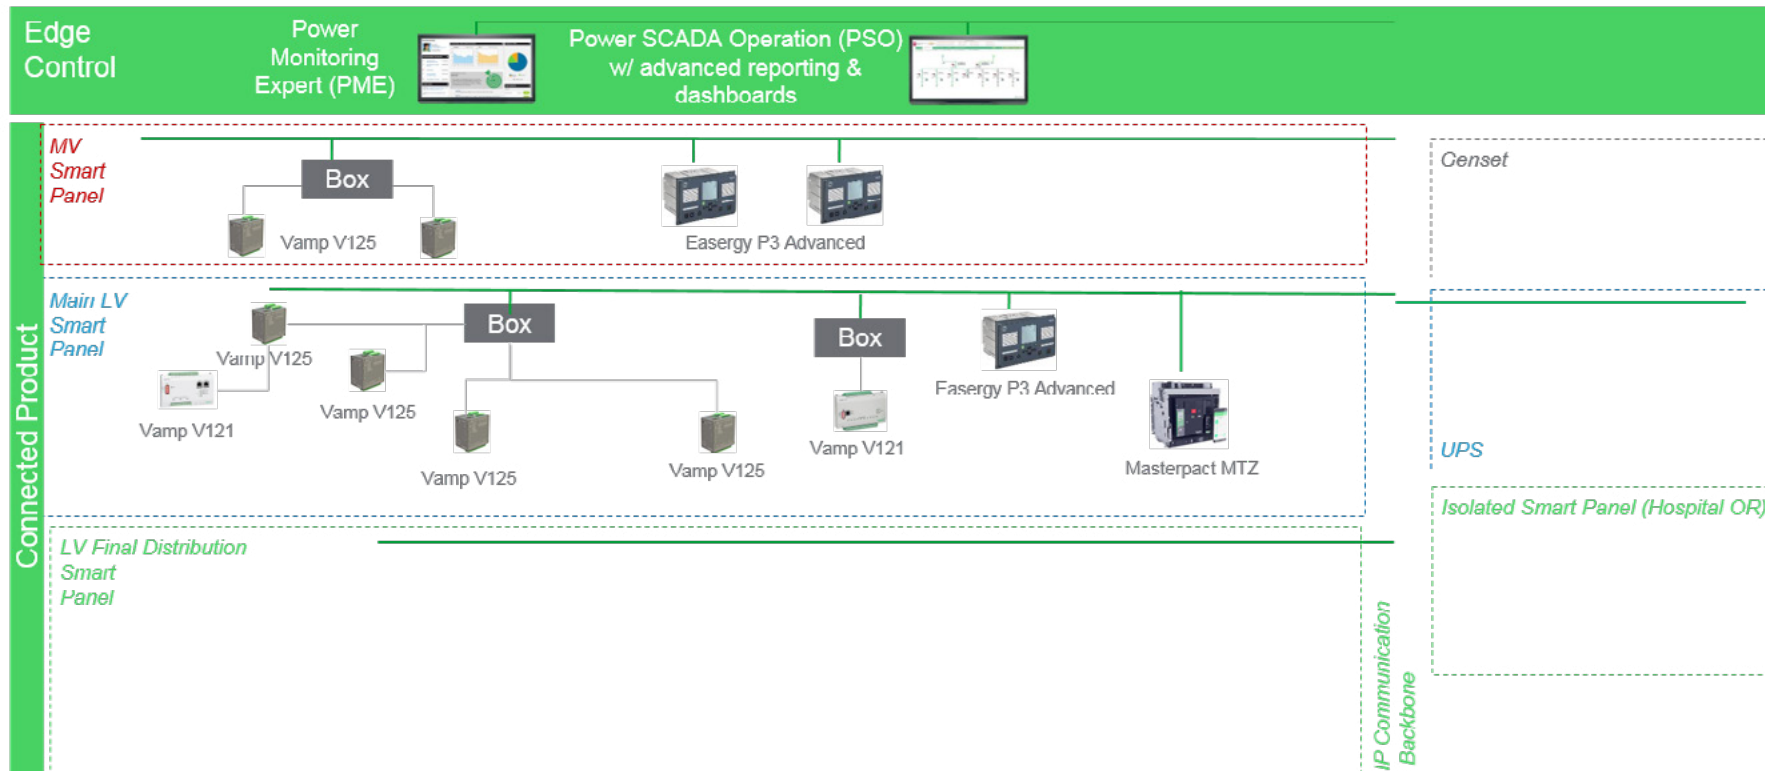 Edge
Control
Power
Monitoring
Expert (PME)
Power SCADA Operation (PSO)
w/ advanced reporting &
dashboards
Connected Product
MV
Smart
Panel
Box
Vamp V125
Easergy P3 Advanced
Genset
Main LV
Smart
Panel
Box
Box
Vamp V125
Vamp V121
Vamp V125
Vamp V125
Vamp V125
Vamp V121
Easergy P3 Advanced
Masterpact MTZ
UPS
Isolated Smart Panel (Hospital OR)
LV Final Distribution
Smart
Panel
IP Communication
Backbone